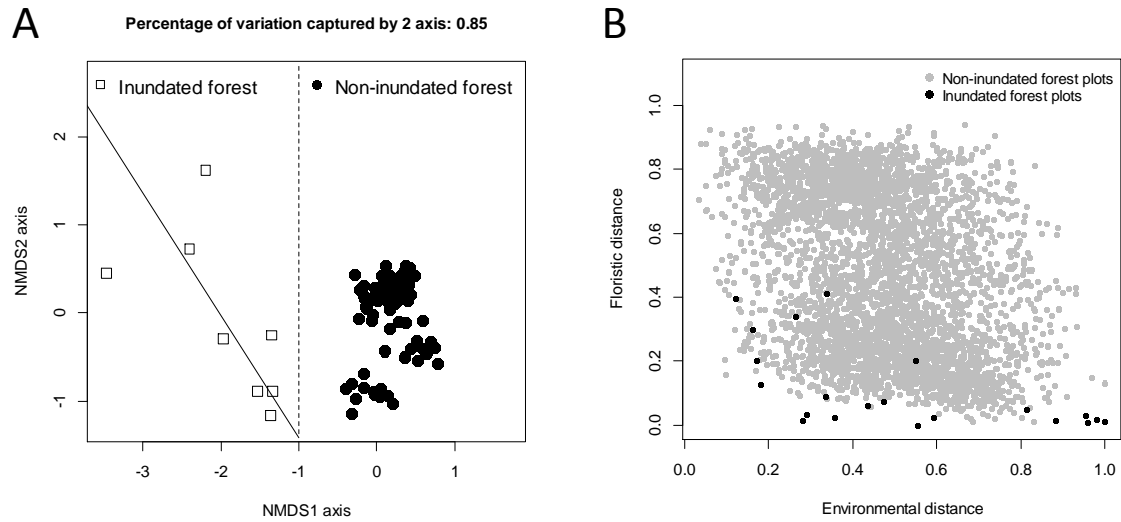 A
Percentage of variation captured by 2 axis: 0.85
Inundated forest
Non-inundated forest
2
1
0
-1
NMDS2 axis
-3
-2
-1
0
1
NMDS1 axis
B
Non-inundated forest plots
Inundated forest plots
1.0
0.8
0.6
0.4
0.2
0.0
Floristic distance
0.0
0.2
0.4
0.6
0.8
1.0
Environmental distance